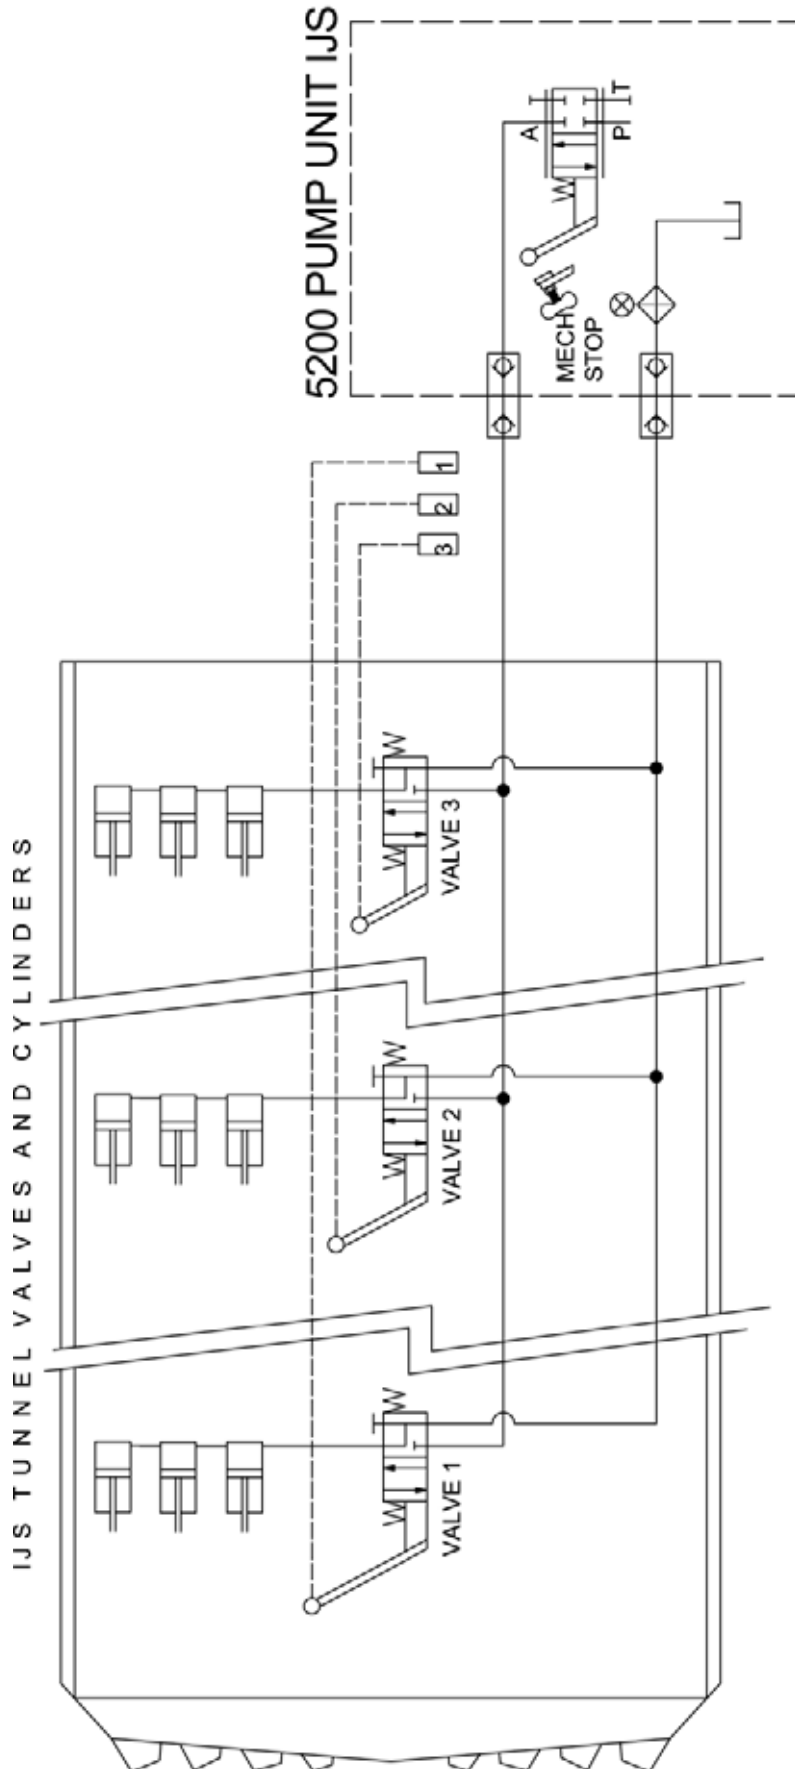 5200 PUMP UNIT IJS
A
T
P
MECH
STOP
1
2
3
IJS TUNNEL VALVES AND CYLINDERS
VALVE 3
VALVE 2
VALVE 1